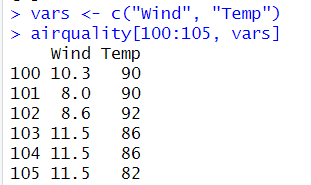 > vars <- c("Wind", "Temp")
> airquality[100:105, vars]
    Wind Temp
100 10.3   90
101  8.0   90
102  8.6   92
103 11.5   86
104 11.5   86
105 11.5   82